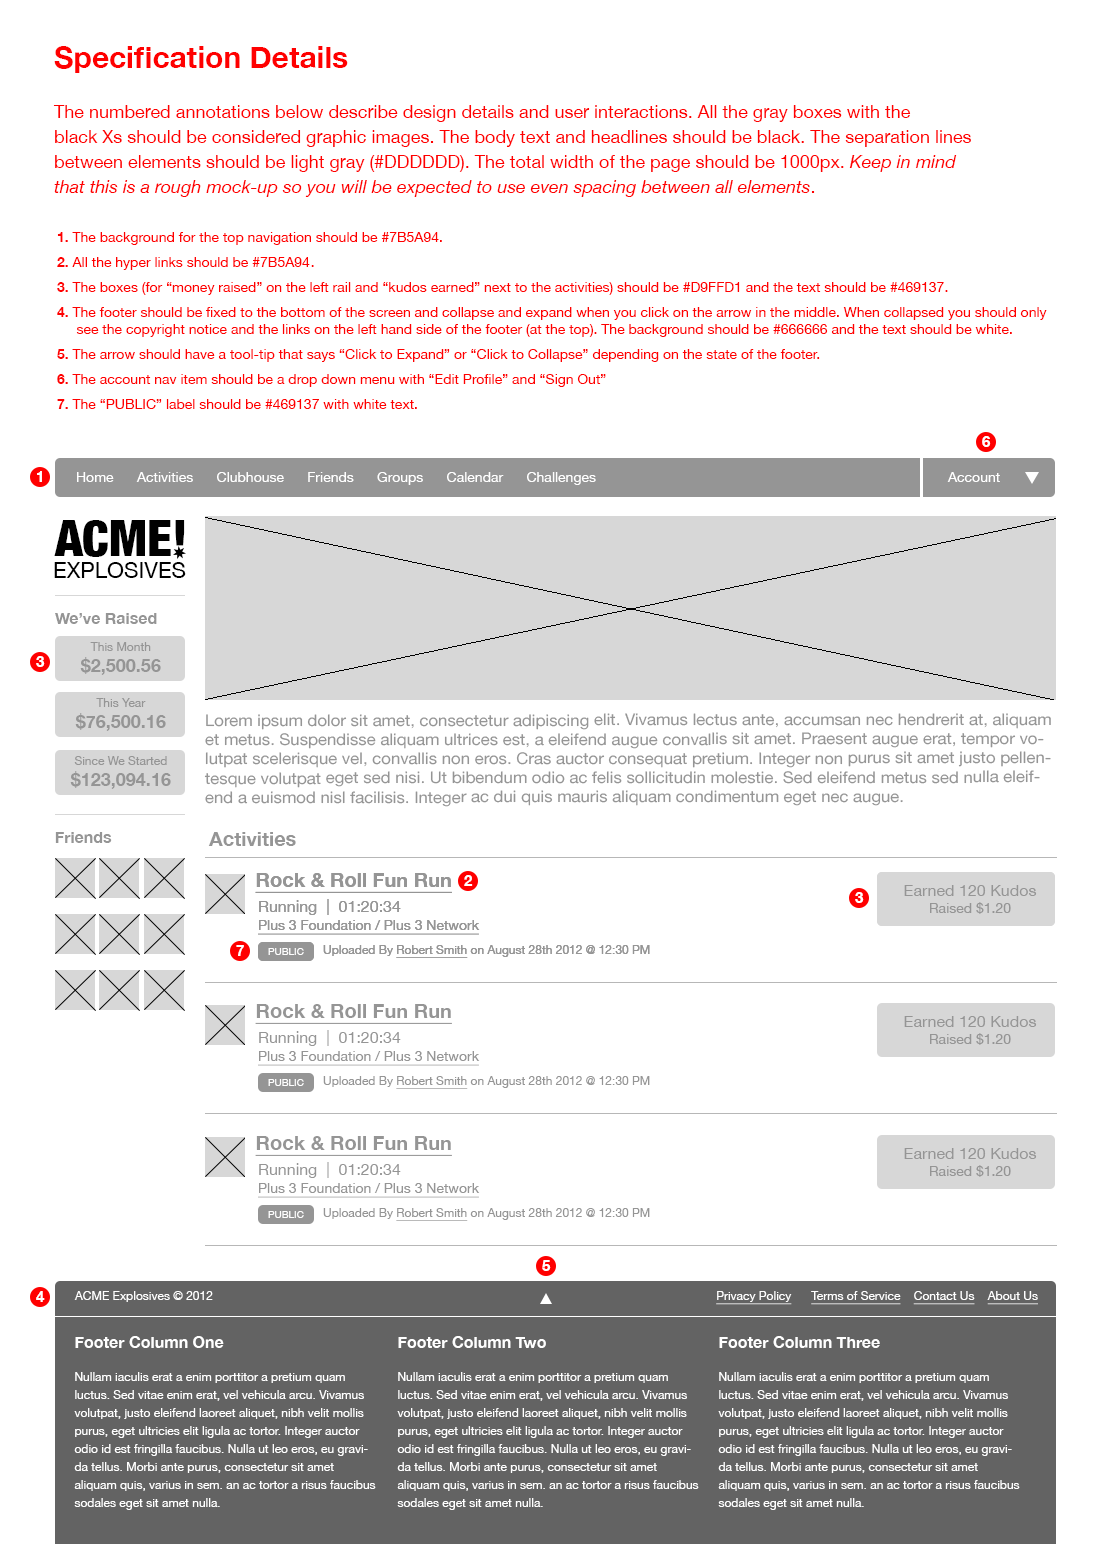 Specification Details
The numbered annotations below describe design details and user interactions. All the gray boxes with the
black Xs should be considered graphic images. The body text and headlines should be black. The separation lines
between elements should be light gray (#DDDDDD). The total width of the page should be 1000px. Keep in mind
that this is a rough mock-up so you will be expected to use even spacing between all elements.
1. The background for the top navigation should be #7B5A94.
2. All the hyper links should be #7B5A94.
3. The boxes (for “money raised” on the left rail and “kudos earned” next to the activities) should be #D9FFD1 and the text should be #469137.
4. The footer should be fixed to the bottom of the screen and collapse and expand when you click on the arrow in the middle. When collapsed you should only
see the copyright notice and the links on the left hand side of the footer (at the top). The background should be #666666 and the text should be white.
5. The arrow should have a tool-tip that says “Click to Expand” or “Click to Collapse” depending on the state of the footer.
6. The account nav item should be a drop down menu with “Edit Profile” and “Sign Out”
7. The “PUBLIC” label should be #469137 with white text.
6
1 Home Activities Clubhouse Friends Groups Calendar Challenges Account
ACME!
EXPLOSIVES
We’ve Raised
This Month
3 $2,500.56
This Year
$76,500.16
Since We Started
$123,094.16
Friends
Lorem ipsum dolor sit amet, consectetur adipiscing elit. Vivamus lectus ante, accumsan nec hendrerit at, aliquam
et metus. Suspendisse aliquam ultrices est, a eleifend augue convallis sit amet. Praesent augue erat, tempor vo-
lutpat scelerisque vel, convallis non eros. Cras auctor consequat pretium. Integer non purus sit amet justo pellen-
tesque volutpat eget sed nisi. Ut bibendum odio ac felis sollicitudin molestie. Sed eleifend metus sed nulla eleif-
end a euismod nisl facilisis. Integer ac dui quis mauris aliquam condimentum eget nec augue.
Activities
Rock & Roll Fun Run 2
Running | 01:20:34
Plus 3 Foundation / Plus 3 Network
7 PUBLIC Uploaded By Robert Smith on August 28th 2012 @ 12:30 PM
3 Earned 120 Kudos
Raised $1.20
Rock & Roll Fun Run
Running | 01:20:34
Plus 3 Foundation / Plus 3 Network
PUBLIC Uploaded By Robert Smith on August 28th 2012 @ 12:30 PM
Earned 120 Kudos
Raised $1.20
Rock & Roll Fun Run
Running | 01:20:34
Plus 3 Foundation / Plus 3 Network
PUBLIC Uploaded By Robert Smith on August 28th 2012 @ 12:30 PM
Earned 120 Kudos
Raised $1.20
5
4 ACME Explosives © 2012 Privacy Policy Terms of Service Contact Us About Us
Footer Column One
Nullam iaculis erat a enim porttitor a pretium quam
luctus. Sed vitae enim erat, vel vehicula arcu. Vivamus
volutpat, justo eleifend laoreet aliquet, nibh velit mollis
purus, eget ultricies elit ligula ac tortor. Integer auctor
odio id est fringilla faucibus. Nulla ut leo eros, eu gravi-
da tellus. Morbi ante purus, consectetur sit amet
aliquam quis, varius in sem. an ac tortor a risus faucibus
sodales eget sit amet nulla.
Footer Column Two
Nullam iaculis erat a enim porttitor a pretium quam
luctus. Sed vitae enim erat, vel vehicula arcu. Vivamus
volutpat, justo eleifend laoreet aliquet, nibh velit mollis
purus, eget ultricies elit ligula ac tortor. Integer auctor
odio id est fringilla faucibus. Nulla ut leo eros, eu gravi-
da tellus. Morbi ante purus, consectetur sit amet
aliquam quis, varius in sem. an ac tortor a risus faucibus
sodales eget sit amet nulla.
Footer Column Three
Nullam iaculis erat a enim porttitor a pretium quam
luctus. Sed vitae enim erat, vel vehicula arcu. Vivamus
volutpat, justo eleifend laoreet aliquet, nibh velit mollis
purus, eget ultricies elit ligula ac tortor. Integer auctor
odio id est fringilla faucibus. Nulla ut leo eros, eu gravi-
da tellus. Morbi ante purus, consectetur sit amet
aliquam quis, varius in sem. an ac tortor a risus faucibus
sodales eget sit amet nulla.